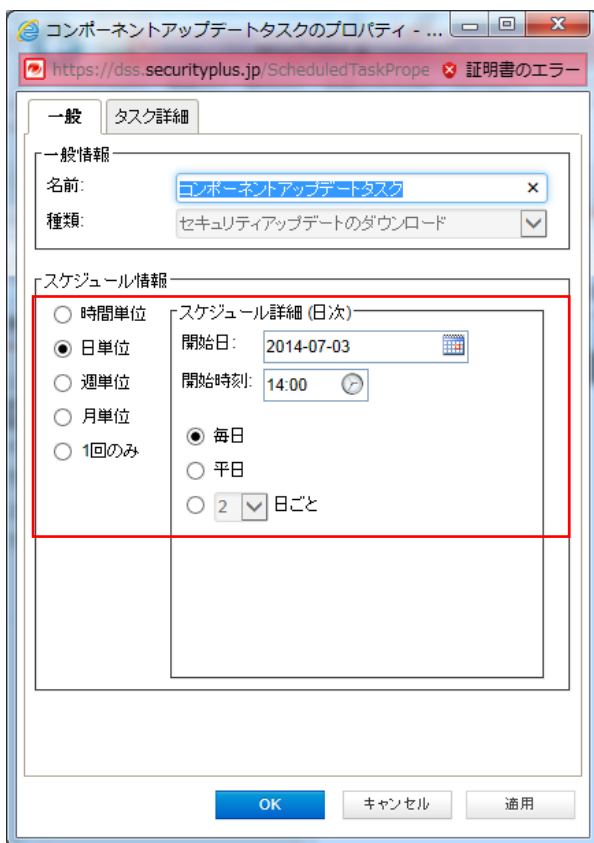 コンポーネントアップデートタスクのプロパティ - ...
https://dss.securityplus.jp/ScheduledTaskPrope 証明書のエラー
一般 タスク詳細
一般情報
名前: コンポーネントアップデートタスク
種類: セキュリティアップデートのダウンロード
スケジュール情報
時間単位
日単位
週単位
月単位
1回のみ
スケジュール詳細 (日次)
開始日: 2014-07-03
開始時刻: 14:00
毎日
平日
2 日ごと
OK キャンセル 適用